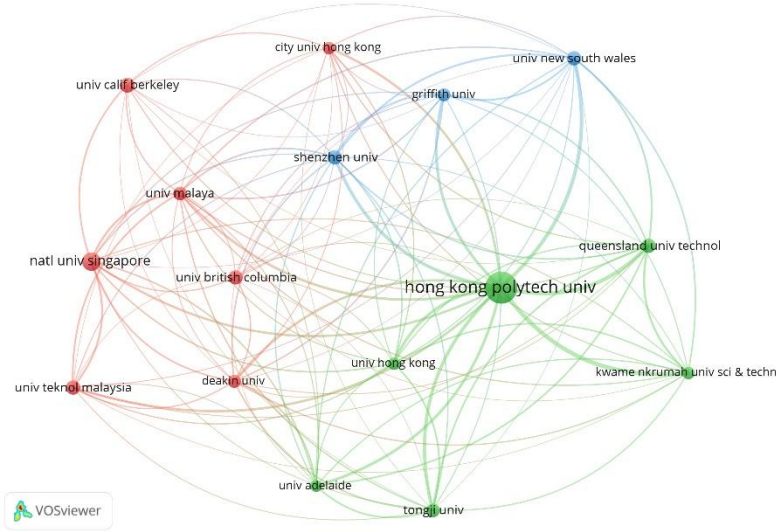 city univ hong kong
univ new south wales
univ calif berkeley
griffith univ
shenzhen univ
univ malaya
queensland univ technol
natl univ singapore
univ british columbia
hong kong polytech univ
univ hong kong
kwame nkrumah univ sci & techn
deakin univ
univ teknol malaysia
univ adelaide
tongji univ
VOSviewer